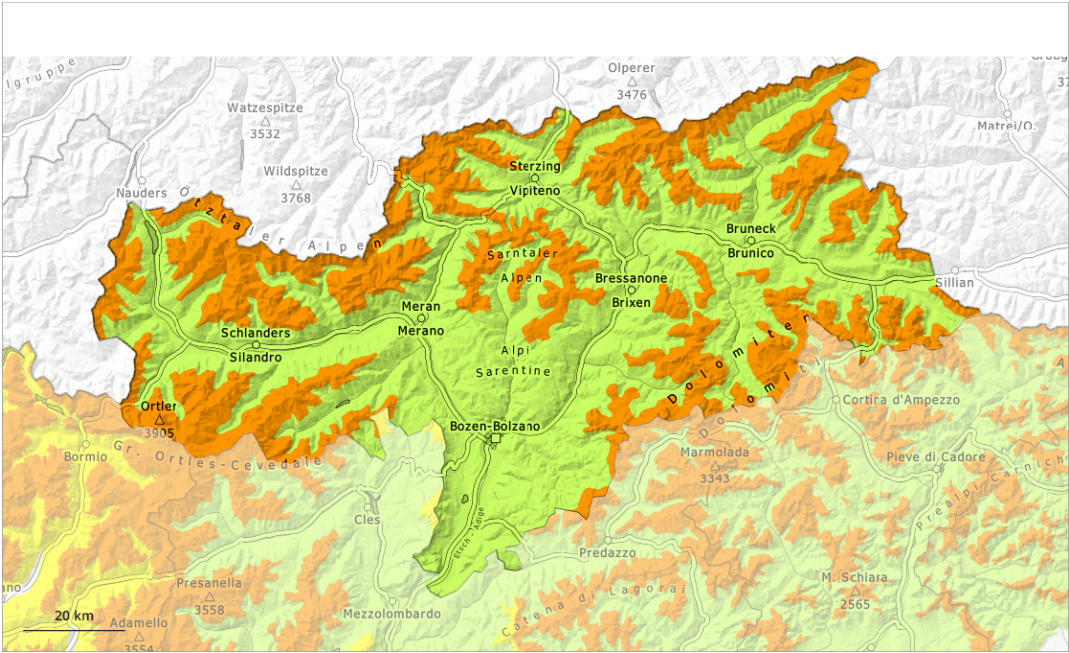 Olperer
3476
Watzespitze
3532
Matrei/O.
Wildspitze
3768
Nauders
Ötztaler Alpen
Sterzing
Vipiteno
Bruneck
Brunico
Sarntaler
Alpen
Bressanone
Brixen
Sillian
Meran
Merano
Schlanders
Silandro
Alpi
Sarentine
Dolomiten
Dolomiti
Ortler
3905
Cortira d'Ampezzo
Bozen-Bolzano
Gr. Ortles-Cevedale
Bormio
Marmolada
3343
Pieve di Cadore
Prealpi Carnich
Cles
Etsch - Adige
Predazzo
Presanella
3558
M. Schiara
2565
Catena di Lagorai
Mezzolombardo
20 km
Adamello
3554